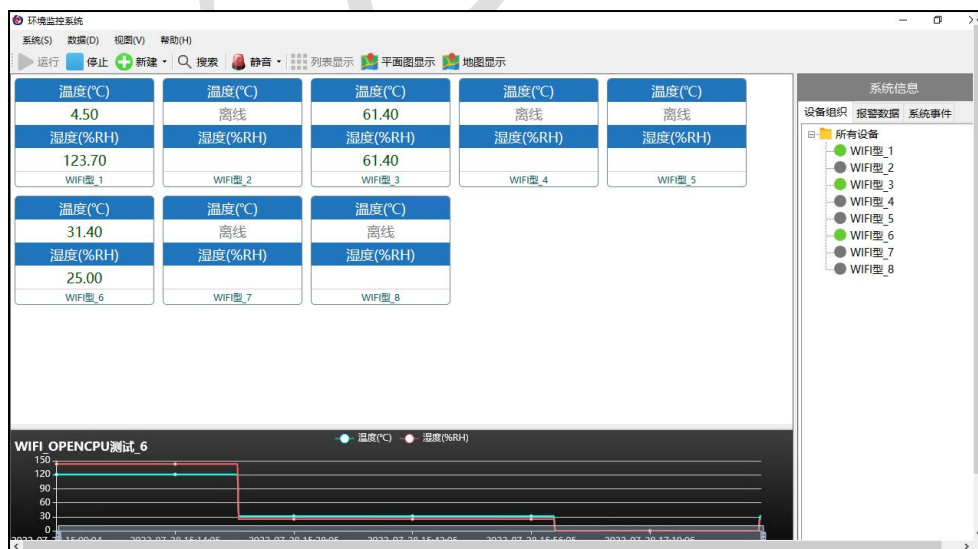 环境监控系统
系统(S) 数据(D) 视图(V) 帮助(H)
运行 停止 新建 搜索 静音 列表显示 平面图显示 地图显示
温度(℃) 温度(℃) 温度(℃) 温度(℃) 温度(℃)
4.50 离线 61.40 离线 离线
湿度(%RH) 湿度(%RH) 湿度(%RH) 湿度(%RH) 湿度(%RH)
123.70 61.40
WIFI型_1 WIFI型_2 WIFI型_3 WIFI型_4 WIFI型_5
温度(℃) 温度(℃) 温度(℃)
31.40 离线 离线
湿度(%RH) 湿度(%RH) 湿度(%RH)
25.00
WIFI型_6 WIFI型_7 WIFI型_8
系统信息
设备组织 报警数据 系统事件
所有设备
WIFI型_1
WIFI型_2
WIFI型_3
WIFI型_4
WIFI型_5
WIFI型_6
WIFI型_7
WIFI型_8
WIFI_OPENCPU测试_6
温度(℃) 湿度(%RH)
150
120
90
60
30
0